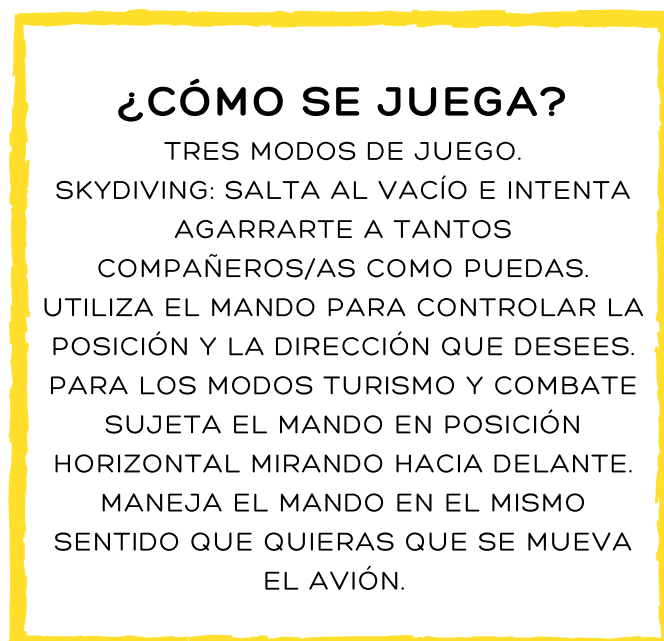 ¿CÓMO SE JUEGA?
TRES MODOS DE JUEGO.
SKYDIVING: SALTA AL VACÍO E INTENTA
AGARRARTE A TANTOS
COMPAÑEROS/AS COMO PUEDAS.
UTILIZA EL MANDO PARA CONTROLAR LA
POSICIÓN Y LA DIRECCIÓN QUE DESEES.
PARA LOS MODOS TURISMO Y COMBATE
SUJETA EL MANDO EN POSICIÓN
HORIZONTAL MIRANDO HACIA DELANTE.
MANEJA EL MANDO EN EL MISMO
SENTIDO QUE QUIERAS QUE SE MUEVA
EL AVIÓN.